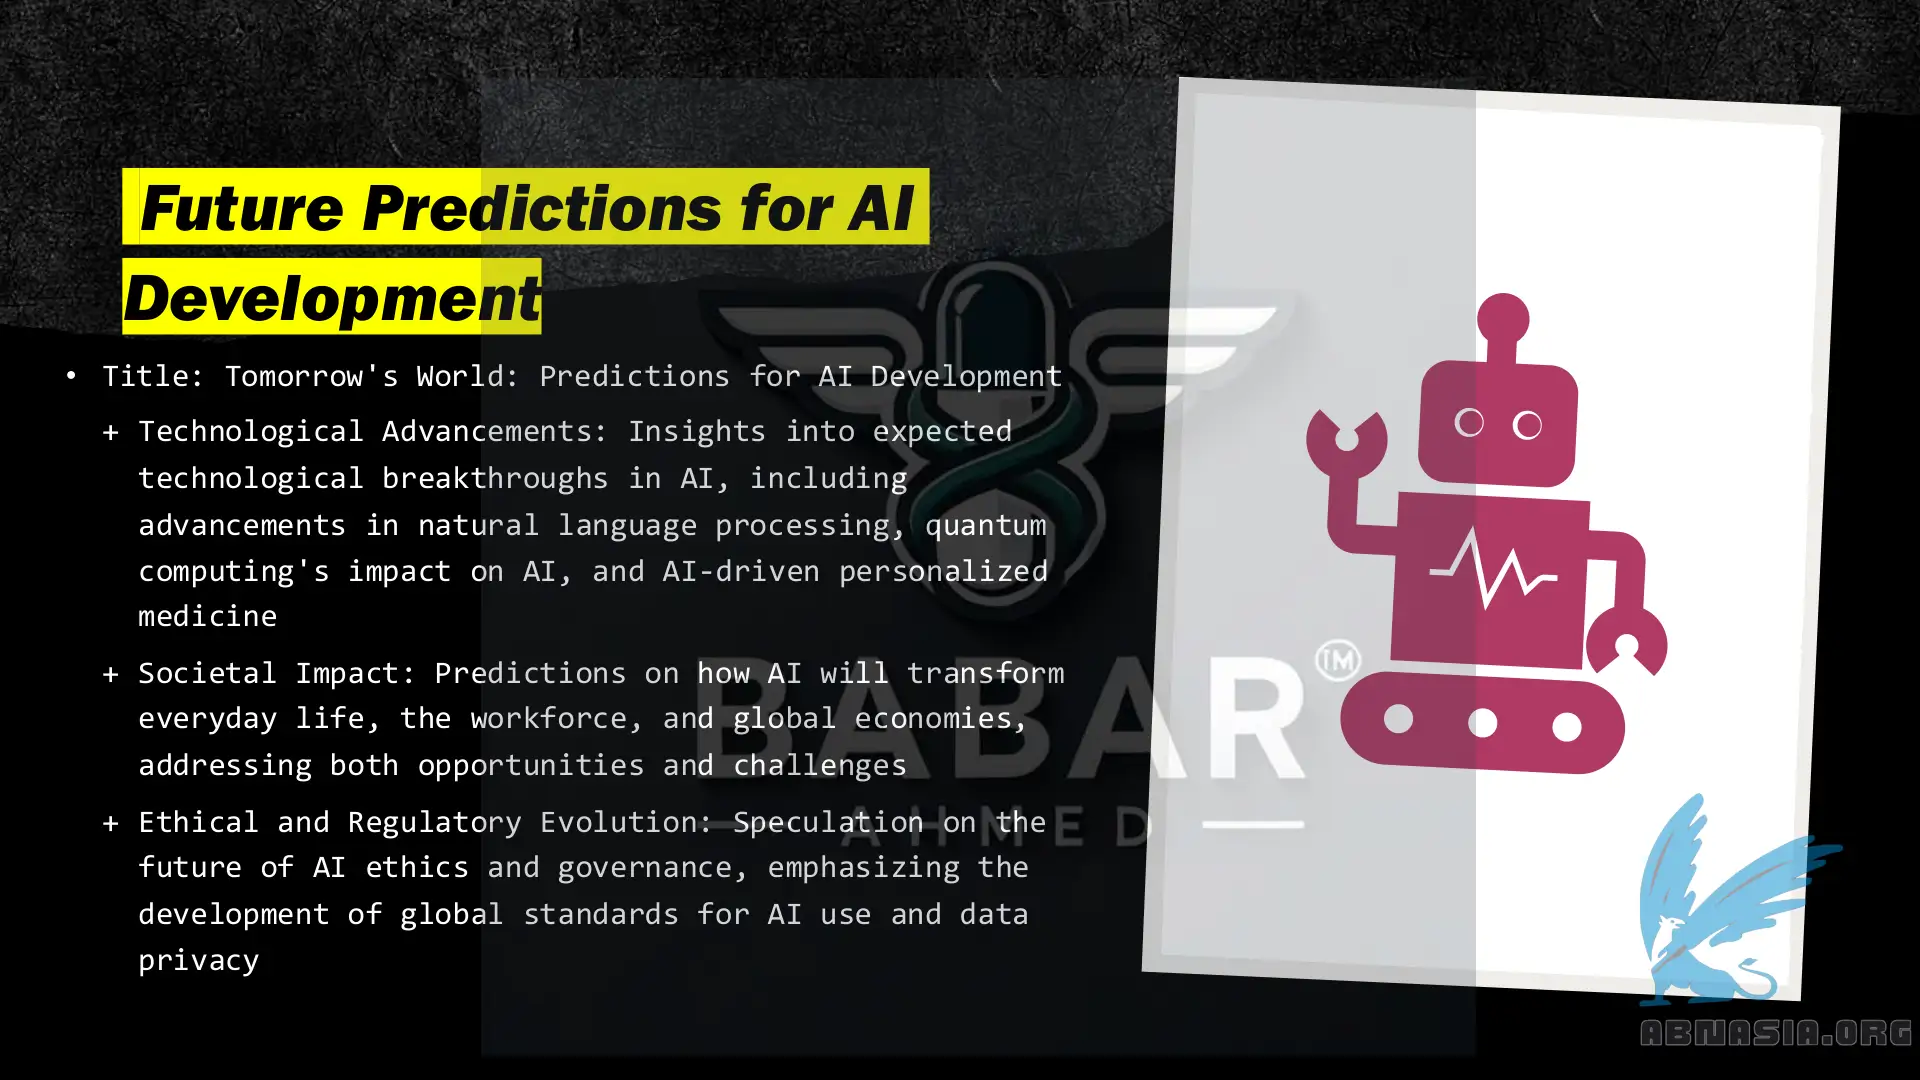 Future Predictions for AI
Development
• Title: Tomorrow's World: Predictions for AI Development
+ Technological Advancements: Insights into expected
technological breakthroughs in AI, including
advancements in natural language processing, quantum
computing's impact on AI, and AI-driven personalized
medicine
+ Societal Impact: Predictions on how AI will transform
everyday life, the workforce, and global economies,
addressing both opportunities and challenges
+ Ethical and Regulatory Evolution: Speculation on the
future of AI ethics and governance, emphasizing the
development of global standards for AI use and data
privacy
BABAR™
AHMED
ABNASIA.ORG